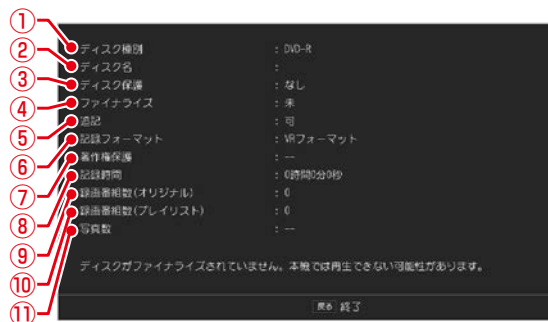 ① ディスク種別 : DVD-R
② ディスク名 :
③ ディスク保護 : なし
④ ファイナライズ : 未
⑤ 追記 : 可
⑥ 記録フォーマット : VRフォーマット
⑦ 著作権保護 : --
⑧ 記録時間 : 0時間0分0秒
⑨ 録画番組数(オリジナル) : 0
⑩ 録画番組数(プレイリスト) : 0
⑪ 写真数 : --
ディスクがファイナライズされていません。本機では再生できない可能性があります。
戻る 終了